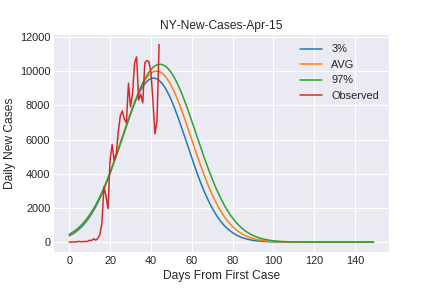 NY-New-Cases-Apr-15
12000
10000
8000
6000
4000
2000
0
Daily New Cases
3%
AVG
97%
Observed
0 20 40 60 80 100 120 140
Days From First Case